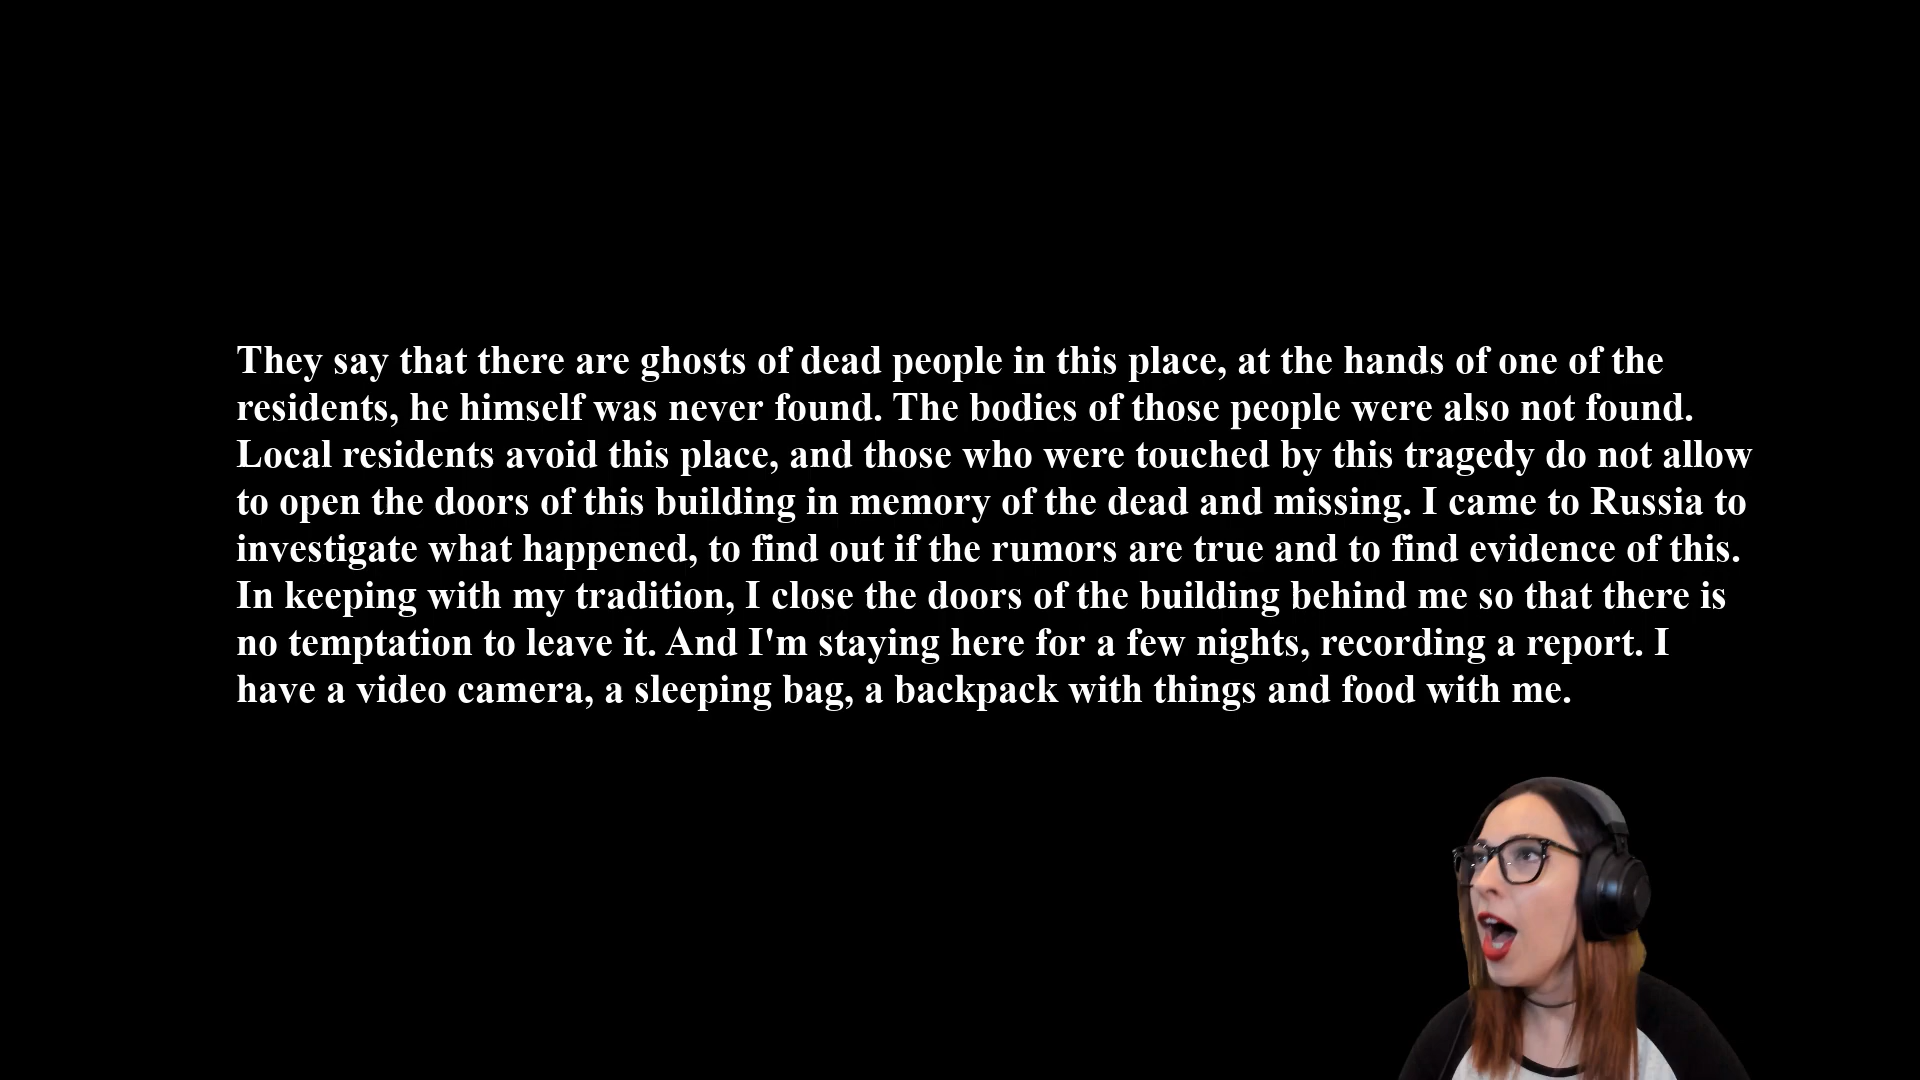 They say that there are ghosts of dead people in this place, at the hands of one of the
residents, he himself was never found. The bodies of those people were also not found.
Local residents avoid this place, and those who were touched by this tragedy do not allow
to open the doors of this building in memory of the dead and missing. I came to Russia to
investigate what happened, to find out if the rumors are true and to find evidence of this.
In keeping with my tradition, I close the doors of the building behind me so that there is
no temptation to leave it. And I'm staying here for a few nights, recording a report. I
have a video camera, a sleeping bag, a backpack with things and food with me.